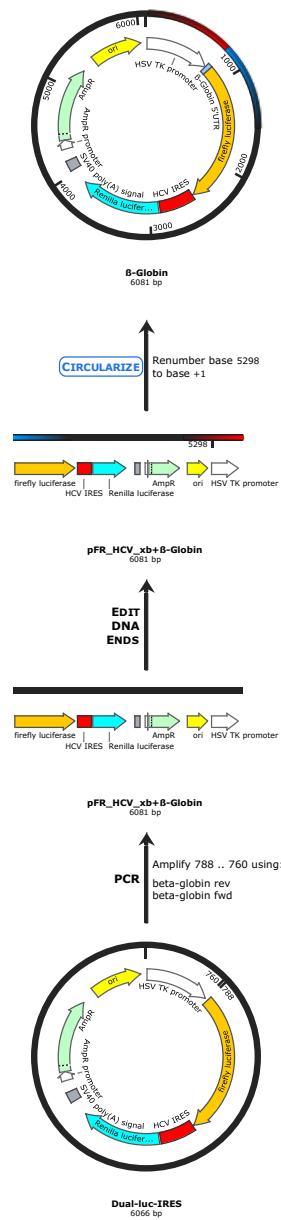 6000
1000
2000
3000
4000
5000
ori
HSV TK promoter
ß-Globin 5'UTR
firefly luciferase
HCV IRES
Renilla lucifer...
SV40 poly(A) signal
AmpR promoter
AmpR
ß-Globin
6081 bp
CIRCULARIZE
Renumber base 5298
to base +1
5298
firefly luciferase
AmpR
ori
HSV TK promoter
HCV IRES
Renilla luciferase
pFR_HCV_xb+ß-Globin
6081 bp
EDIT
DNA
ENDS
firefly luciferase
AmpR
ori
HSV TK promoter
HCV IRES
Renilla luciferase
pFR_HCV_xb+ß-Globin
6081 bp
PCR
Amplify 788 .. 760 using:
beta-globin rev
beta-globin fwd
ori
HSV TK promoter
760
788
firefly luciferase
HCV IRES
Renilla lucifer...
SV40 poly(A) signal
AmpR promoter
AmpR
Dual-luc-IRES
6066 bp